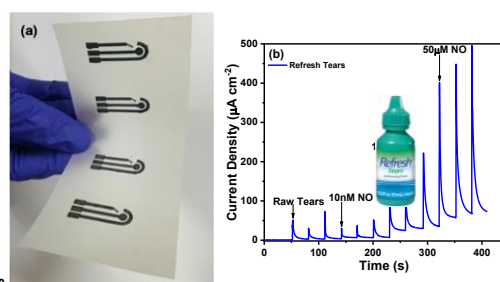 (a)
(b)
50µM NO
Refresh Tears
Raw Tears
10nM NO
1
Refresh
Tears
Current Density (µA cm⁻²)
500
400
300
200
100
0
0
100
200
300
400
Time (s)